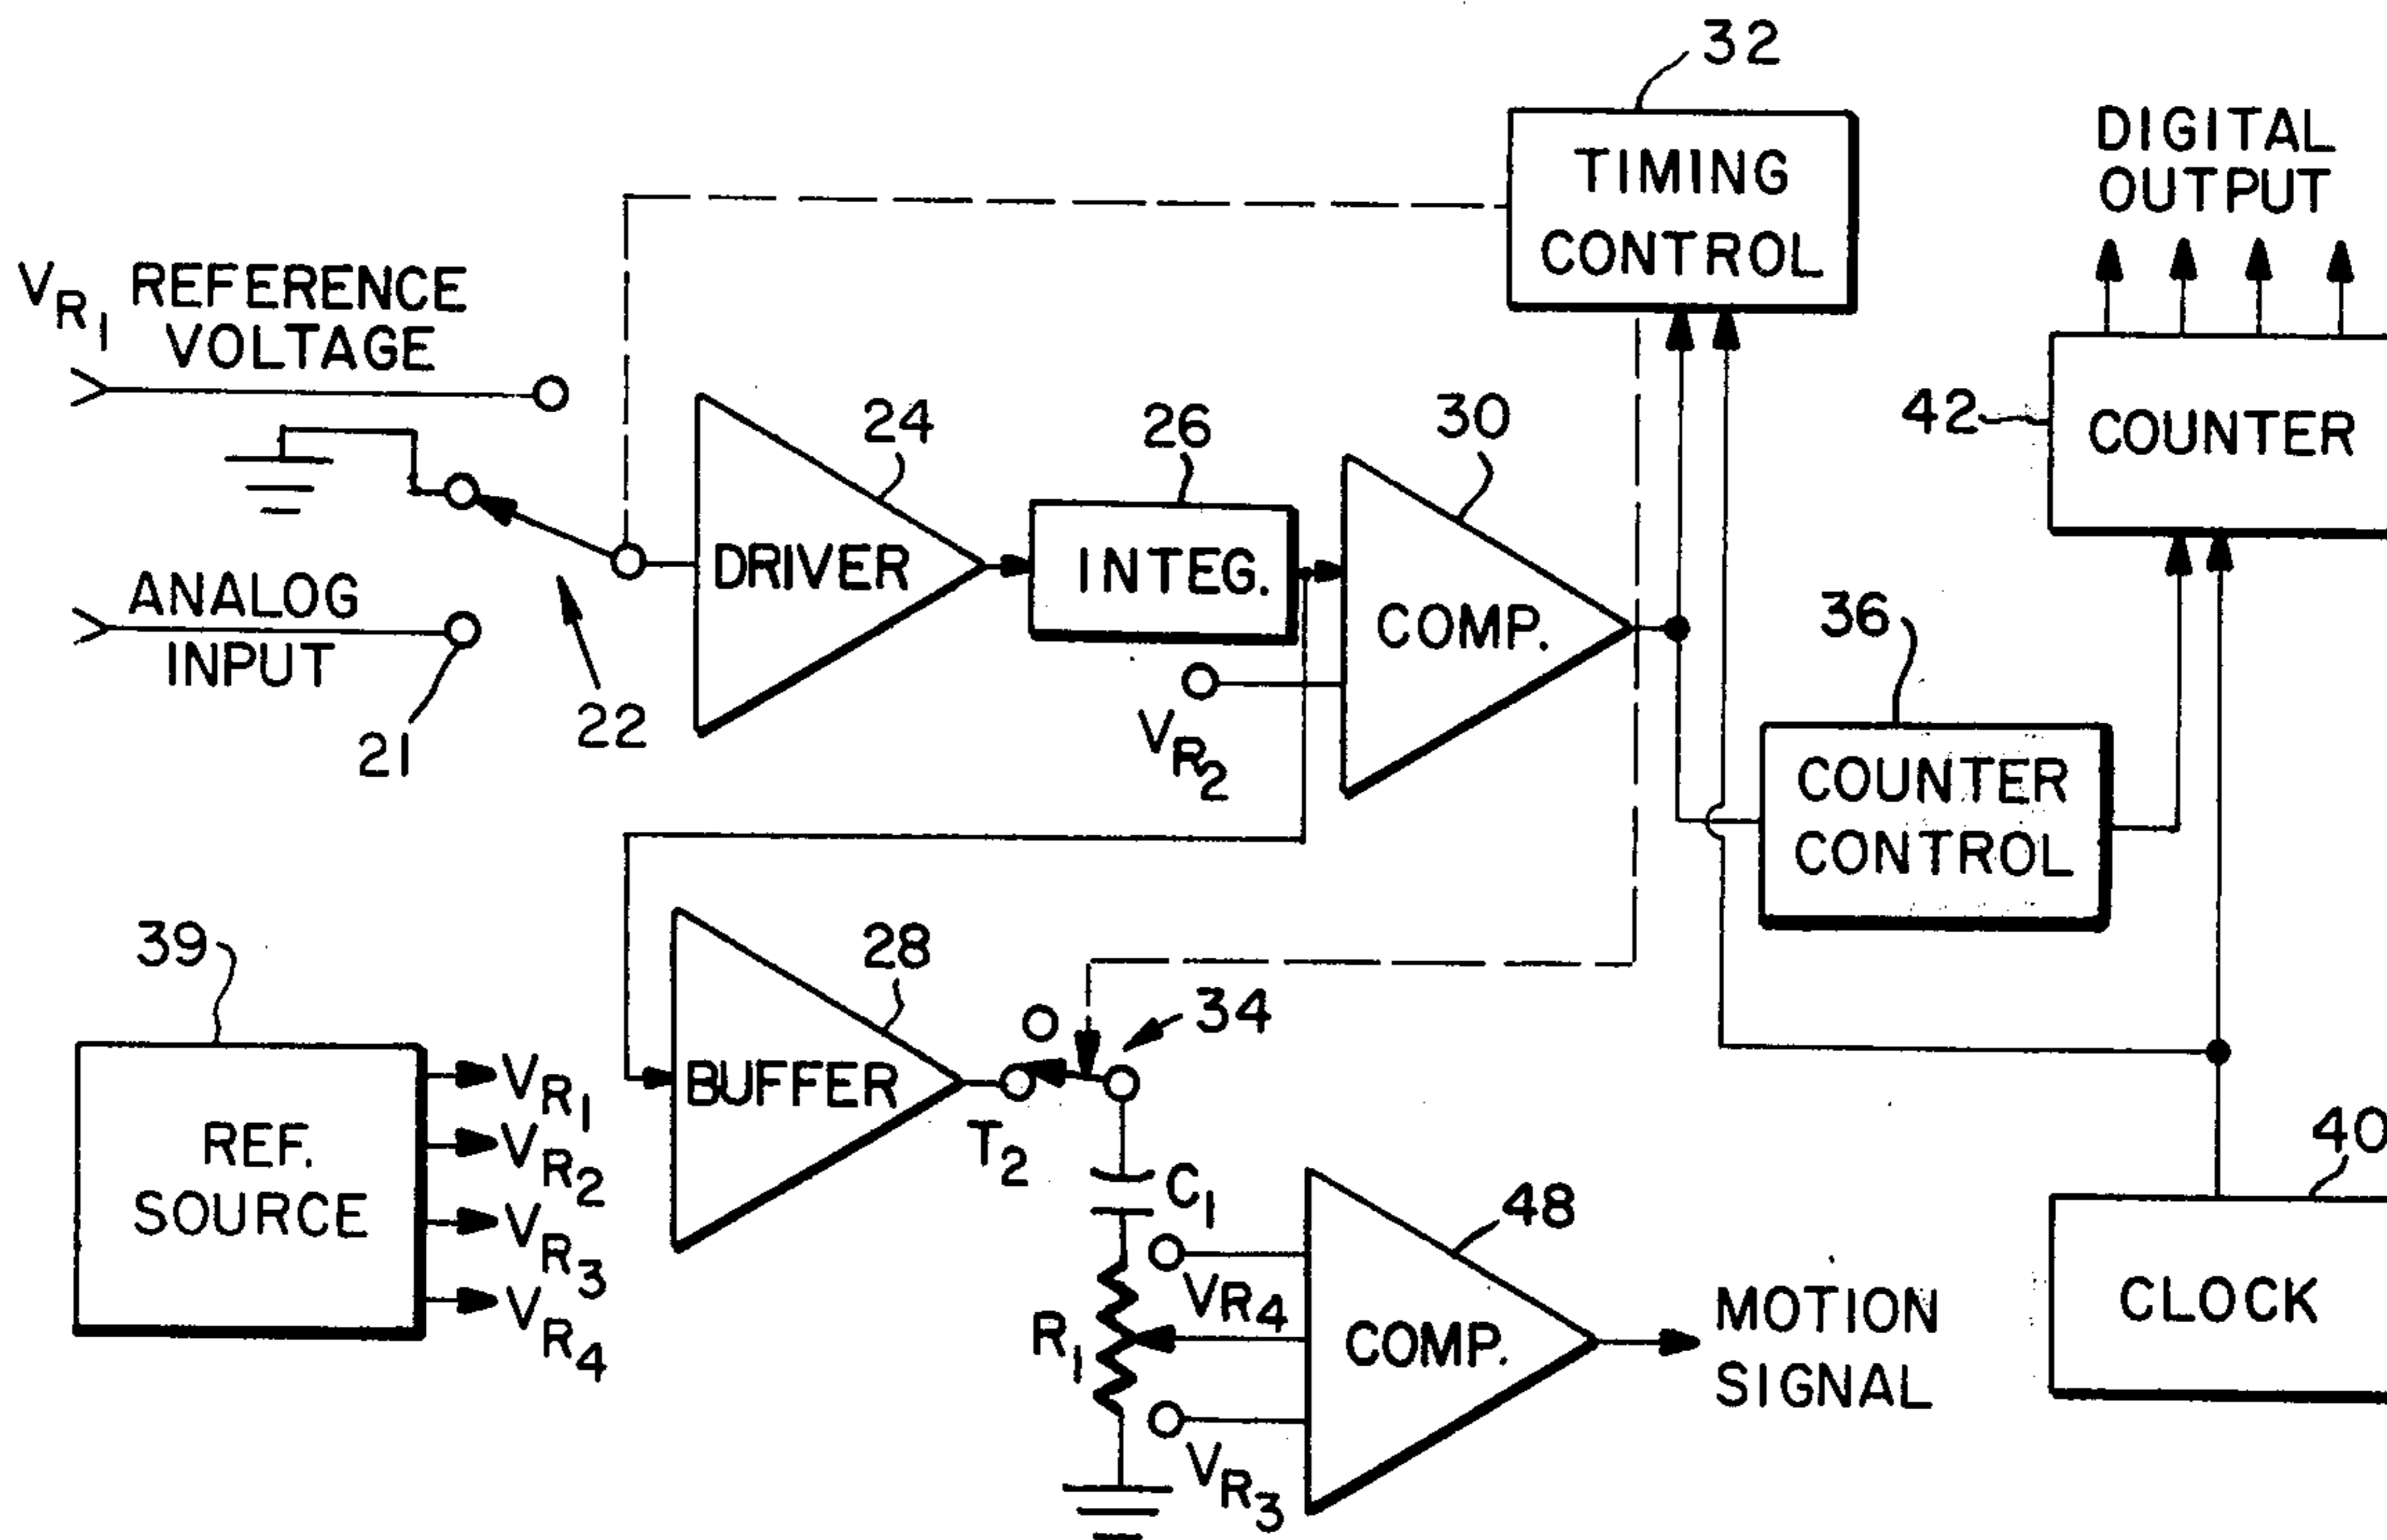 32
TIMING
CONTROL
DIGITAL
OUTPUT
VR1 REFERENCE
VOLTAGE
24
26
30
42
COUNTER
DRIVER
INTEG.
COMP.
ANALOG
INPUT
21
22
VR2
36
COUNTER
CONTROL
39
28
34
REF.
SOURCE
VR1
VR2
VR3
VR4
BUFFER
T2
C1
40
48
VR4
R1
COMP.
VR3
MOTION
SIGNAL
CLOCK